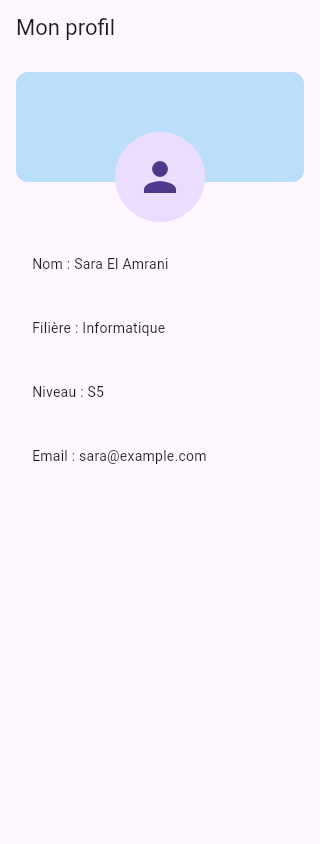 Mon profil
Nom : Sara El Amrani
Filière : Informatique
Niveau : S5
Email : sara@example.com